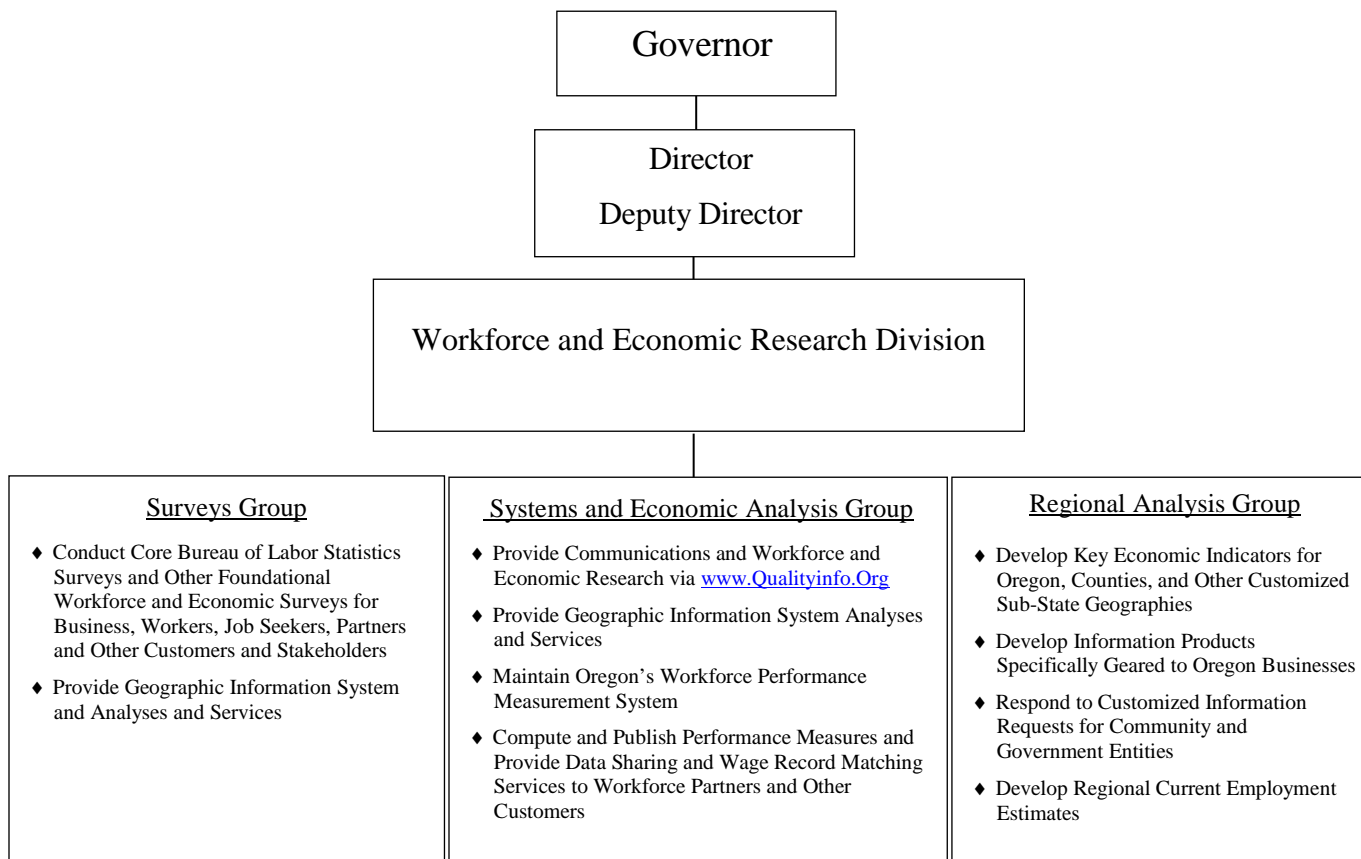 Governor
Director
Deputy Director
Workforce and Economic Research Division
Surveys Group
♦ Conduct Core Bureau of Labor Statistics
Surveys and Other Foundational
Workforce and Economic Surveys for
Business, Workers, Job Seekers, Partners
and Other Customers and Stakeholders
♦ Provide Geographic Information System
and Analyses and Services
Systems and Economic Analysis Group
♦ Provide Communications and Workforce and
Economic Research via www.Qualityinfo.Org
♦ Provide Geographic Information System Analyses
and Services
♦ Maintain Oregon’s Workforce Performance
Measurement System
♦ Compute and Publish Performance Measures and
Provide Data Sharing and Wage Record Matching
Services to Workforce Partners and Other
Customers
Regional Analysis Group
♦ Develop Key Economic Indicators for
Oregon, Counties, and Other Customized
Sub-State Geographies
♦ Develop Information Products
Specifically Geared to Oregon Businesses
♦ Respond to Customized Information
Requests for Community and
Government Entities
♦ Develop Regional Current Employment
Estimates